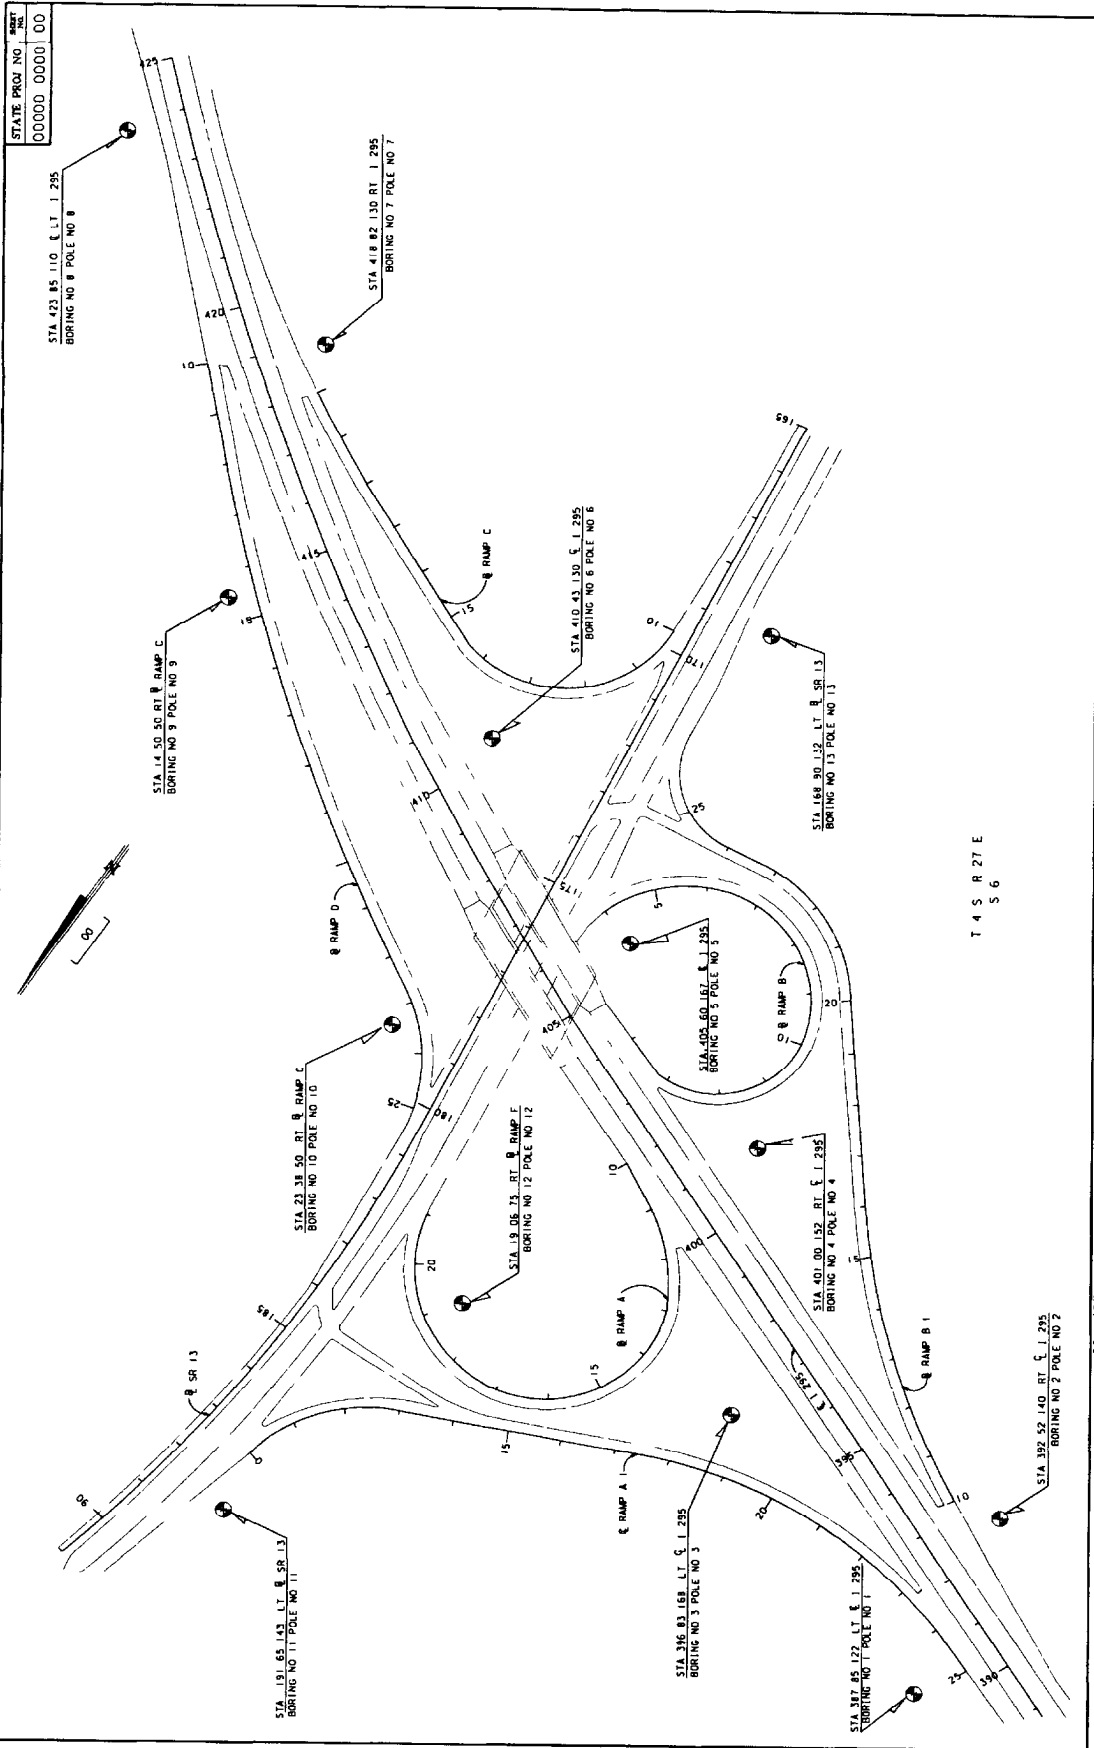 STATE PROJ NO
SHEET NO.
00000 0000
00
STA 423 85 110 ℄ LT I 295
BORING NO 8 POLE NO 8
STA 418 82 130 RT I 295
BORING NO 7 POLE NO 7
STA 14 50 50 RT ℄ RAMP C
BORING NO 9 POLE NO 9
STA 410 43 130 ℄ I 295
BORING NO 6 POLE NO 6
STA 168 90 132 LT ℄ SR 13
BORING NO 13 POLE NO 13
STA 405 60 167 ℄ I 295
BORING NO 5 POLE NO 5
STA 23 38 50 RT ℄ RAMP C
BORING NO 10 POLE NO 10
STA 19 06 75 RT ℄ RAMP F
BORING NO 12 POLE NO 12
STA 401 00 152 RT ℄ I 295
BORING NO 4 POLE NO 4
STA 392 52 140 RT ℄ I 295
BORING NO 2 POLE NO 2
STA 191 65 143 LT ℄ SR 13
BORING NO 11 POLE NO 11
STA 396 83 168 LT ℄ I 295
BORING NO 3 POLE NO 3
STA 387 85 122 LT ℄ I 295
BORING NO 1 POLE NO 1
T 4 S R 27 E
S 6
℄ RAMP C
℄ RAMP D
℄ RAMP B
℄ RAMP A
℄ RAMP B 1
℄ RAMP A 1
℄ SR 13
℄ I 295
N
00
425
420
415
410
405
400
395
390
165
170
175
180
185
90
10
15
10
25
20
15
10
5
10
25
20
15
10
15
20
25